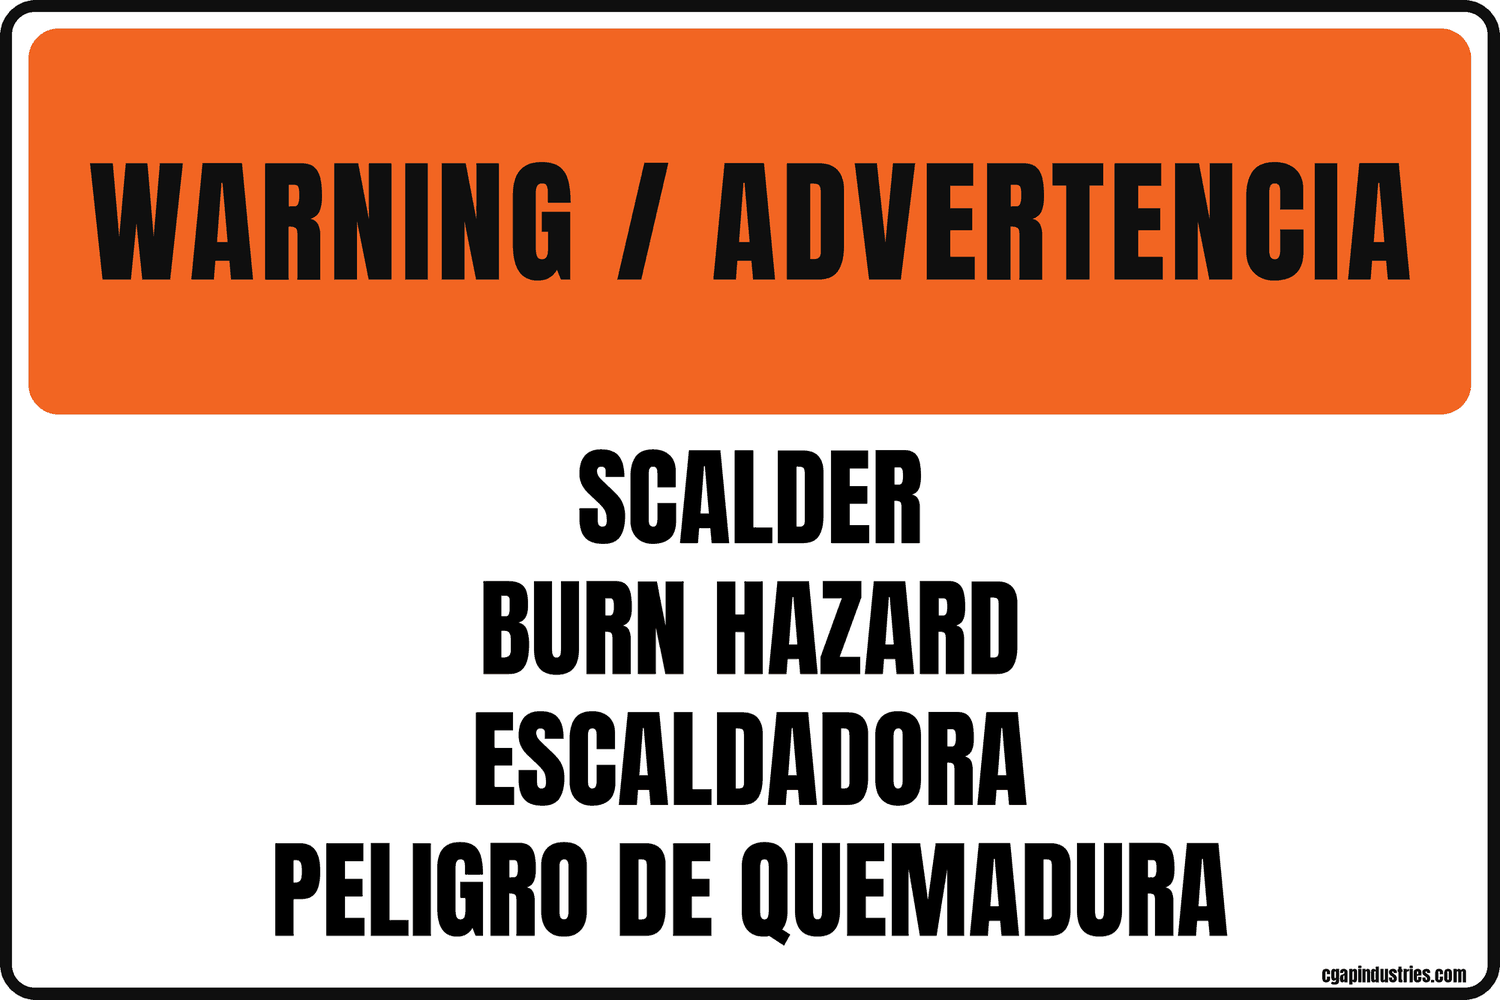 WARNING / ADVERTENCIA
SCALDER
BURN HAZARD
ESCALDADORA
PELIGRO DE QUEMADURA
cgapindustries.com